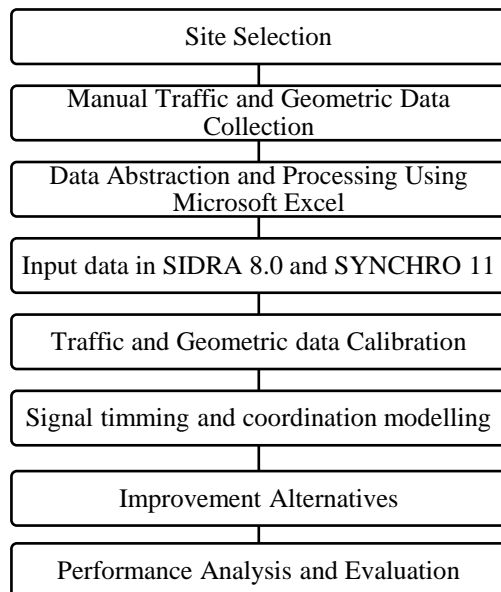 Site Selection
Manual Traffic and Geometric Data
Collection
Data Abstraction and Processing Using
Microsoft Excel
Input data in SIDRA 8.0 and SYNCHRO 11
Traffic and Geometric data Calibration
Signal timming and coordination modelling
Improvement Alternatives
Performance Analysis and Evaluation